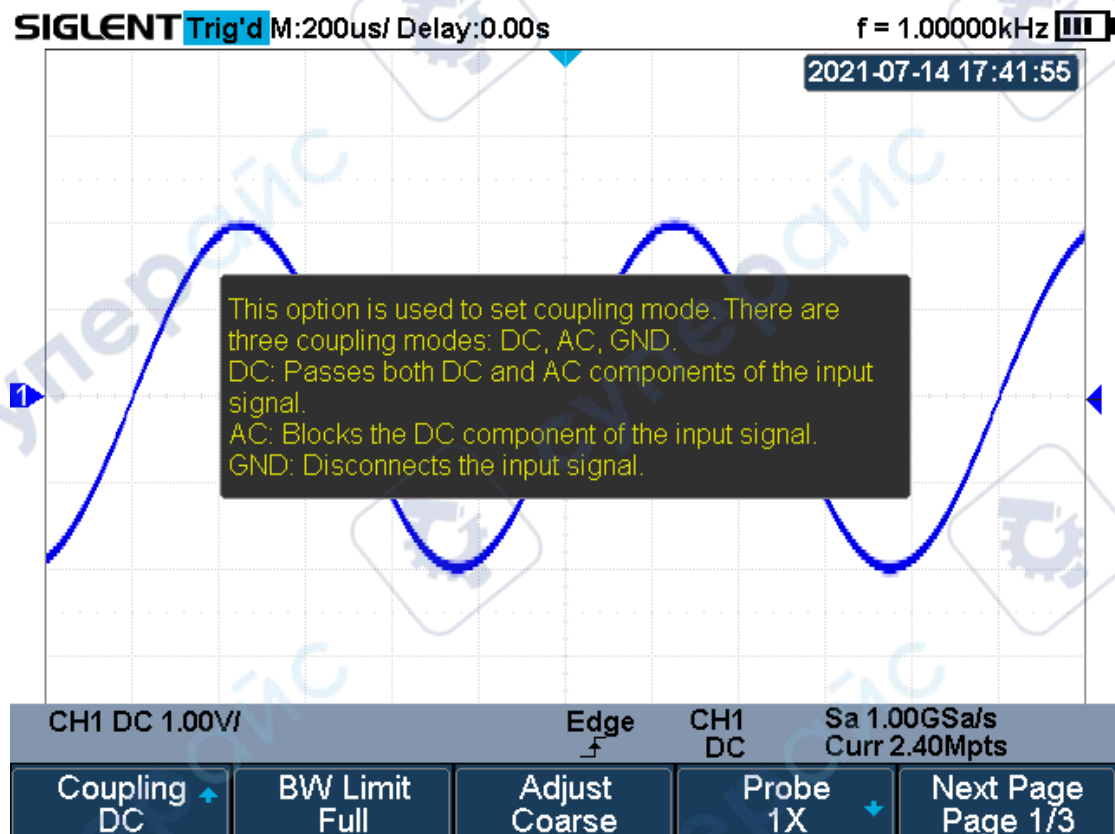 SIGLENT Trig'd M:200us/ Delay:0.00s f = 1.00000kHz
2021-07-14 17:41:55
This option is used to set coupling mode. There are
three coupling modes: DC, AC, GND.
DC: Passes both DC and AC components of the input
signal.
AC: Blocks the DC component of the input signal.
GND: Disconnects the input signal.
1
CH1 DC 1.00V/ Edge CH1 Sa 1.00GSa/s
DC Curr 2.40Mpts
Coupling BW Limit Adjust Probe Next Page
DC Full Coarse 1X Page 1/3
суперайс